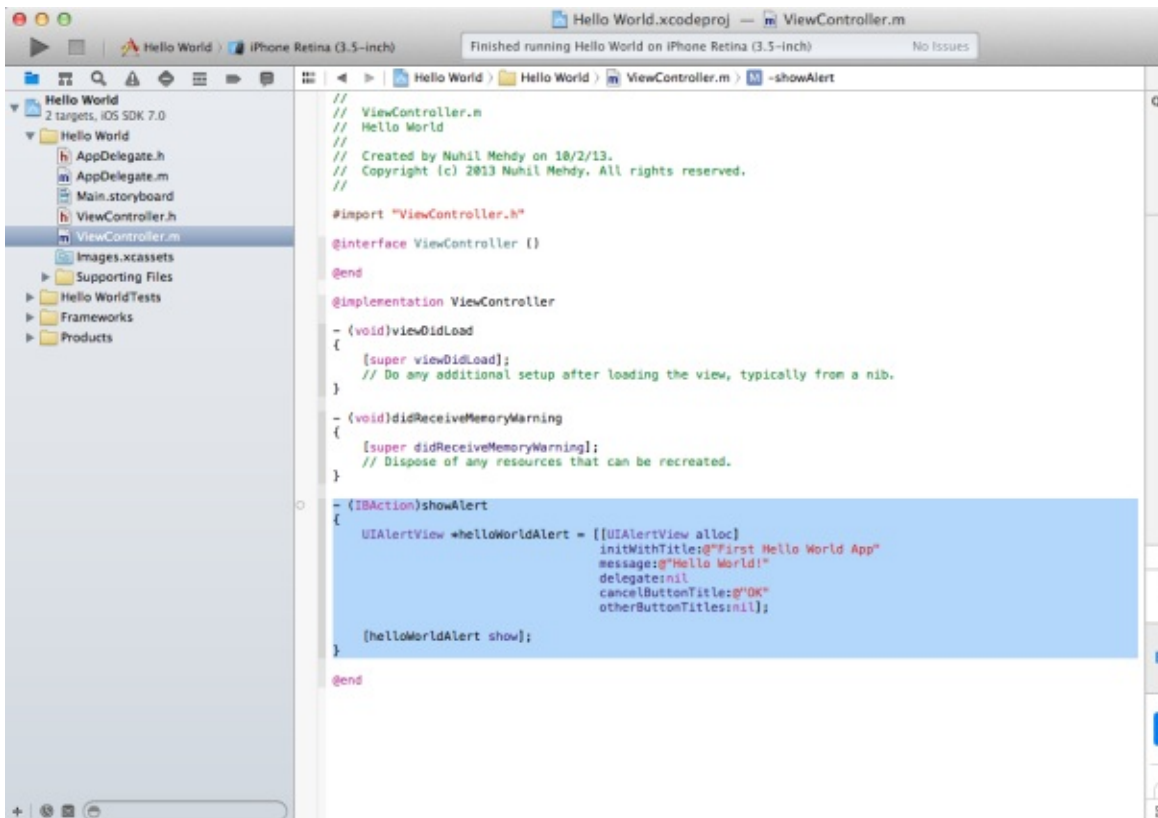 Hello World.xcodeproj — ViewController.m
Hello World
iPhone Retina (3.5-inch)
Finished running Hello World on iPhone Retina (3.5-inch)
No Issues
Hello World
Hello World
ViewController.m
M
-showAlert
Hello World
2 targets, iOS SDK 7.0
Hello World
h AppDelegate.h
m AppDelegate.m
Main.storyboard
h ViewController.h
m ViewController.m
Images.xcassets
Supporting Files
Hello WorldTests
Frameworks
Products
//
//  ViewController.m
//  Hello World
//
//  Created by Nuhil Mehdy on 10/2/13.
//  Copyright (c) 2013 Nuhil Mehdy. All rights reserved.
//
#import "ViewController.h"
@interface ViewController ()
@end
@implementation ViewController
- (void)viewDidLoad
{
[super viewDidLoad];
// Do any additional setup after loading the view, typically from a nib.
}
- (void)didReceiveMemoryWarning
{
[super didReceiveMemoryWarning];
// Dispose of any resources that can be recreated.
}
- (IBAction)showAlert
{
UIAlertView *helloWorldAlert = [[UIAlertView alloc]
initWithTitle:@"First Hello World App"
message:@"Hello World!"
delegate:nil
cancelButtonTitle:@"OK"
otherButtonTitles:nil];
[helloWorldAlert show];
}
@end